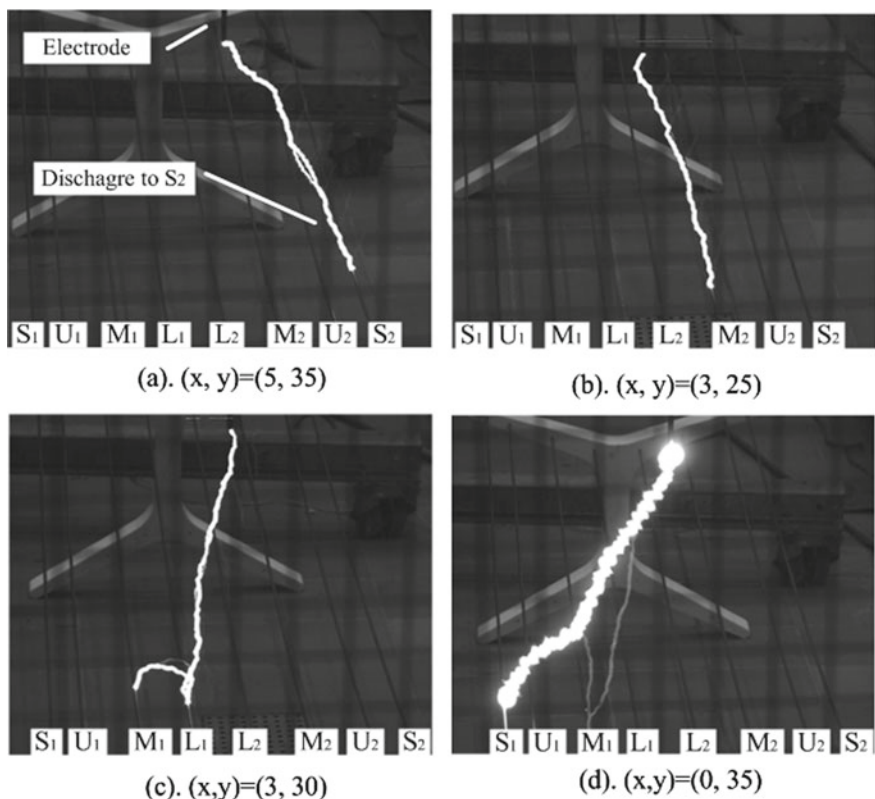 Electrode
Dischagre to S2
S1 U1 M1 L1 L2 M2 U2 S2
(a). (x, y)=(5, 35)
S1 U1 M1 L1 L2 M2 U2 S2
(b). (x, y)=(3, 25)
S1 U1 M1 L1 L2 M2 U2 S2
(c). (x,y)=(3, 30)
S1 U1 M1 L1 L2 M2 U2 S2
(d). (x,y)=(0, 35)